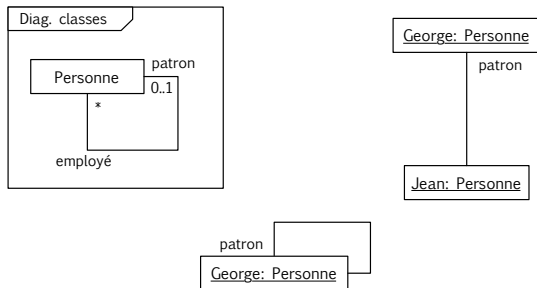 Diag. classes
Personne
patron
0..1
*
employé
George: Personne
patron
Jean: Personne
patron
George: Personne